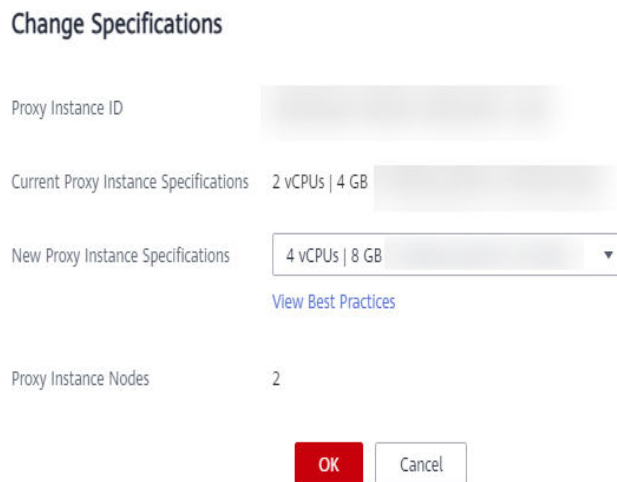 Change Specifications
Proxy Instance ID
Current Proxy Instance Specifications 2 vCPUs | 4 GB
New Proxy Instance Specifications 4 vCPUs | 8 GB
View Best Practices
Proxy Instance Nodes 2
OK Cancel